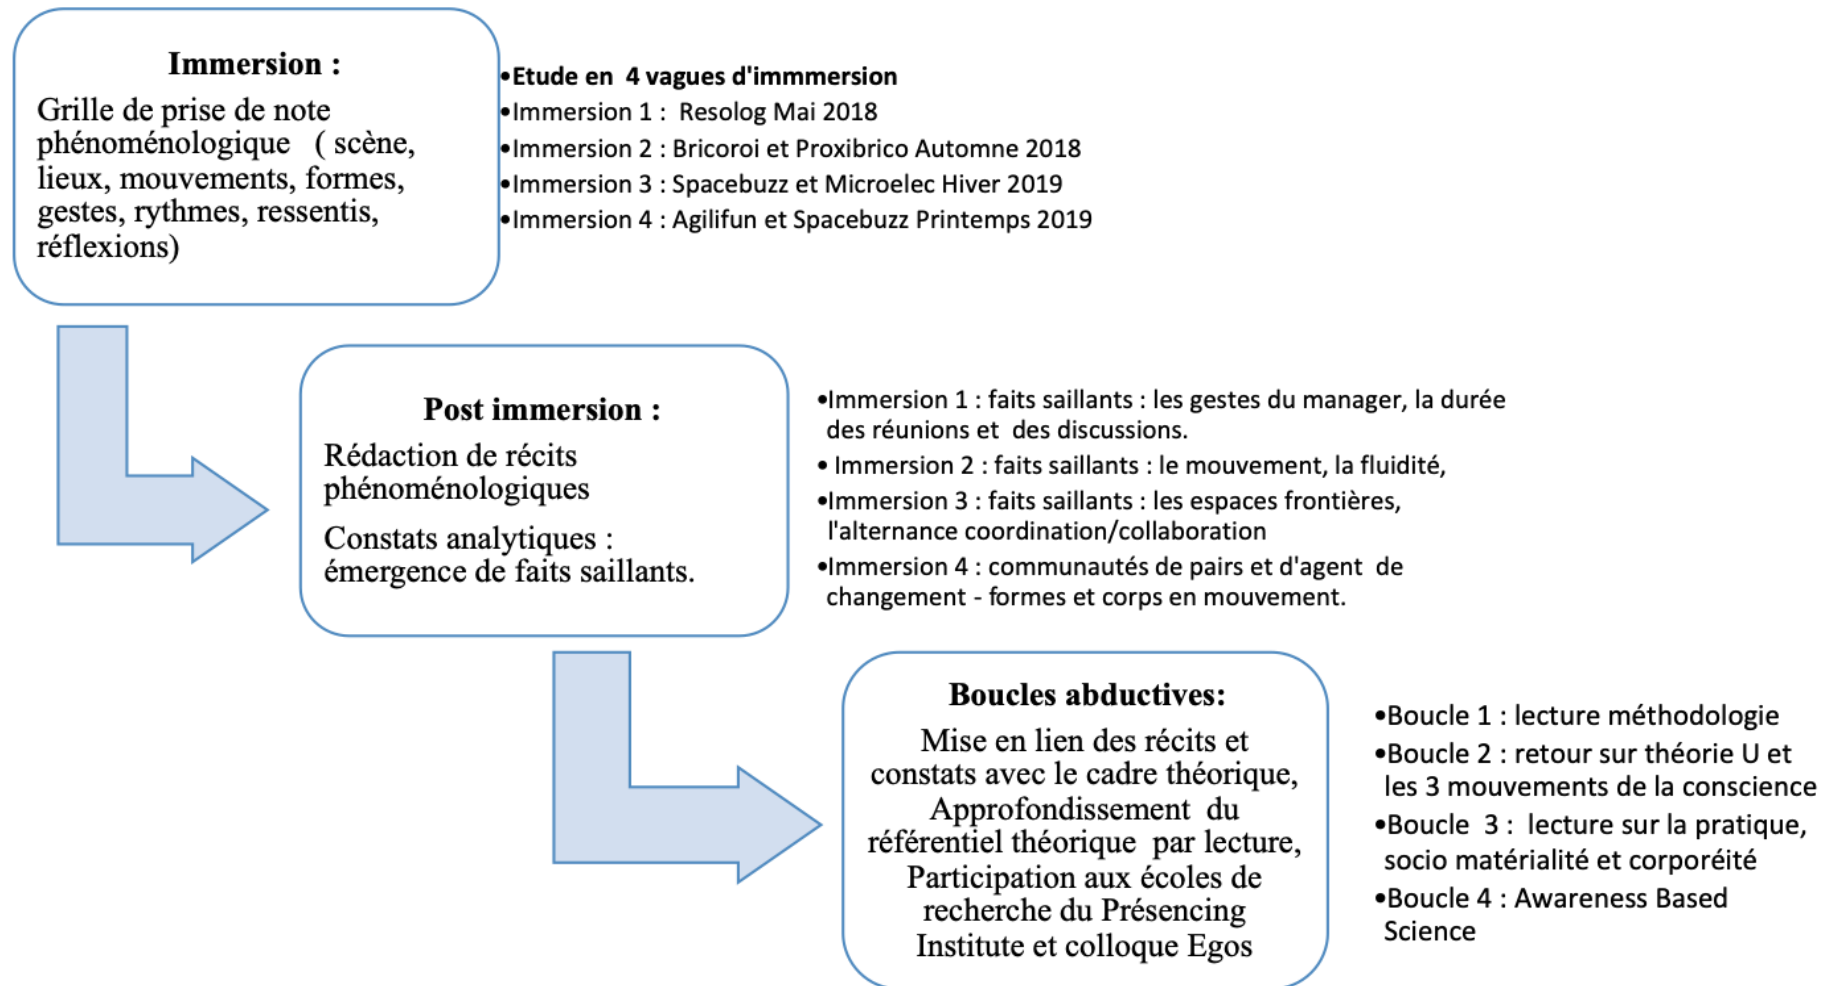 Immersion :
Grille de prise de note
phénoménologique ( scène,
lieux, mouvements, formes,
gestes, rythmes, ressentis,
réflexions)
•Etude en 4 vagues d'immmersion
•Immersion 1 : Resolog Mai 2018
•Immersion 2 : Bricoroi et Proxibrico Automne 2018
•Immersion 3 : Spacebuzz et Microelec Hiver 2019
•Immersion 4 : Agilifun et Spacebuzz Printemps 2019
Post immersion :
Rédaction de récits
phénoménologiques
Constats analytiques :
émergence de faits saillants.
•Immersion 1 : faits saillants : les gestes du manager, la durée
des réunions et des discussions.
• Immersion 2 : faits saillants : le mouvement, la fluidité,
•Immersion 3 : faits saillants : les espaces frontières,
l'alternance coordination/collaboration
•Immersion 4 : communautés de pairs et d'agent de
changement - formes et corps en mouvement.
Boucles abductives:
Mise en lien des récits et
constats avec le cadre théorique,
Approfondissement du
référentiel théorique par lecture,
Participation aux écoles de
recherche du Présencing
Institute et colloque Egos
•Boucle 1 : lecture méthodologie
•Boucle 2 : retour sur théorie U et
les 3 mouvements de la conscience
•Boucle 3 : lecture sur la pratique,
socio matérialité et corporéité
•Boucle 4 : Awareness Based
Science